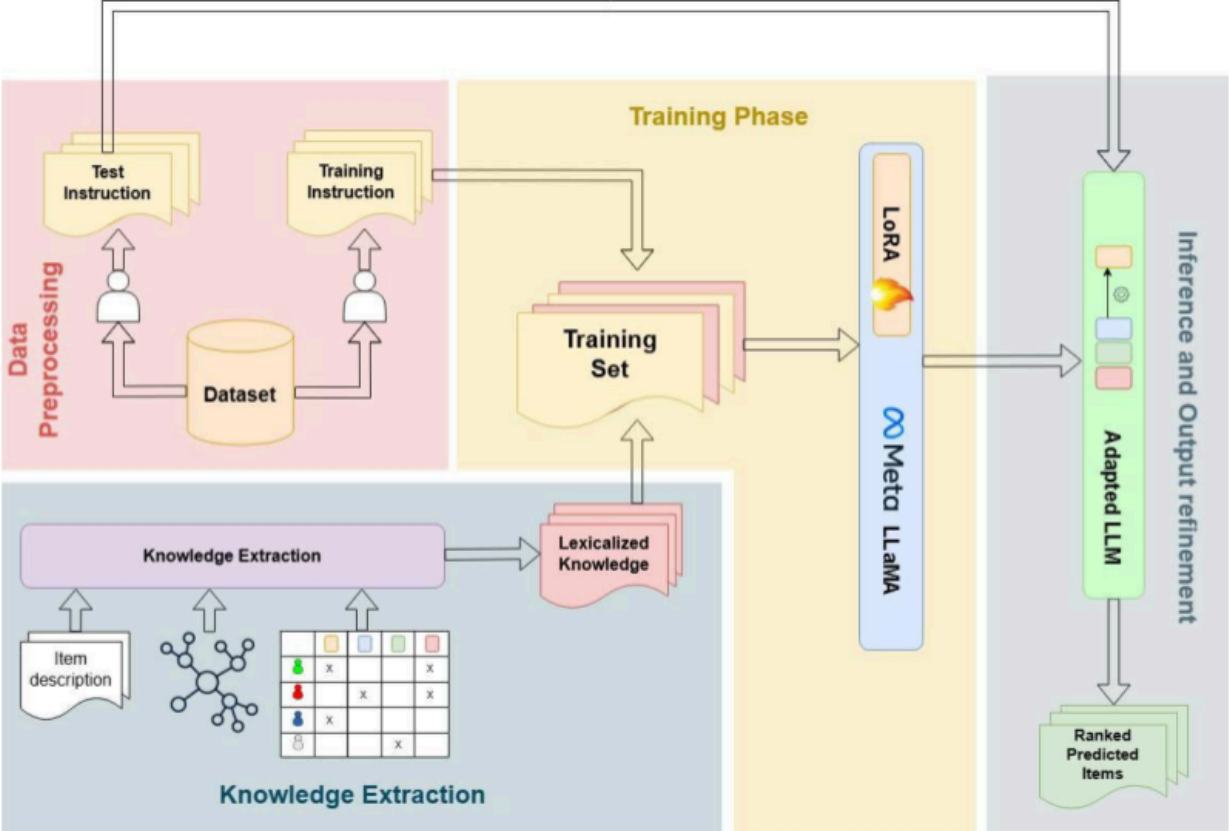 Training Phase
Test
Instruction
Training
Instruction
LoRA
Data
Preprocessing
Dataset
Training
Set
Meta LLaMA
Inference and Output refinement
Adapted LLM
Knowledge Extraction
Lexicalized
Knowledge
Item
description
x x
x x
x
x
Knowledge Extraction
Ranked
Predicted
Items